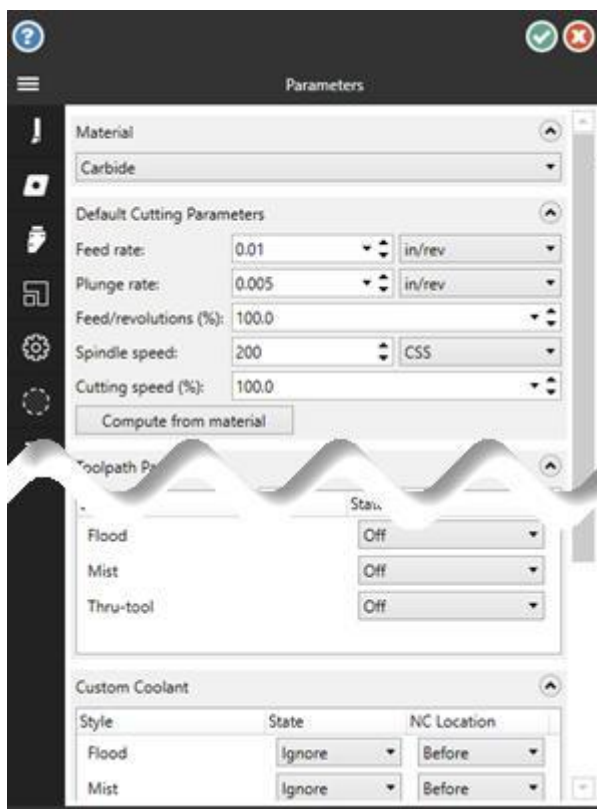 Parameters
Material
Carbide
Default Cutting Parameters
Feed rate: 0.01 in/rev
Plunge rate: 0.005 in/rev
Feed/revolutions (%): 100.0
Spindle speed: 200 CSS
Cutting speed (%): 100.0
Compute from material
Toolpath
Flood Off
Mist Off
Thru-tool Off
Custom Coolant
Style State NC Location
Flood Ignore Before
Mist Ignore Before